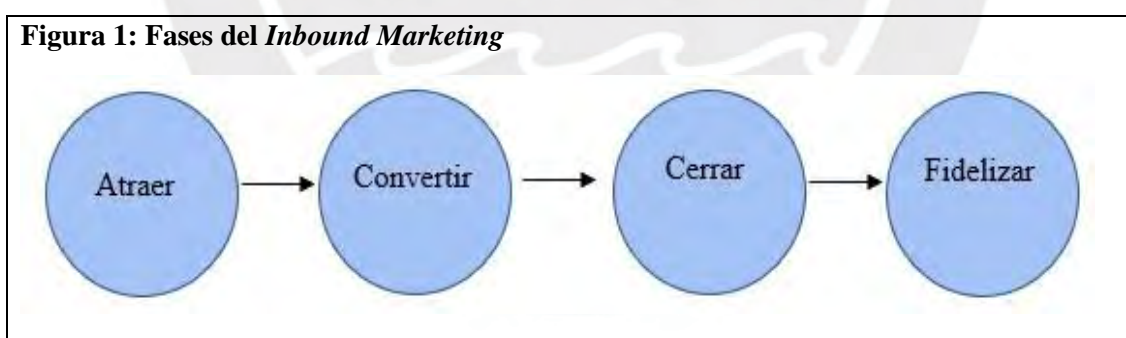 Figura 1: Fases del Inbound Marketing
Atraer
Convertir
Cerrar
Fidelizar